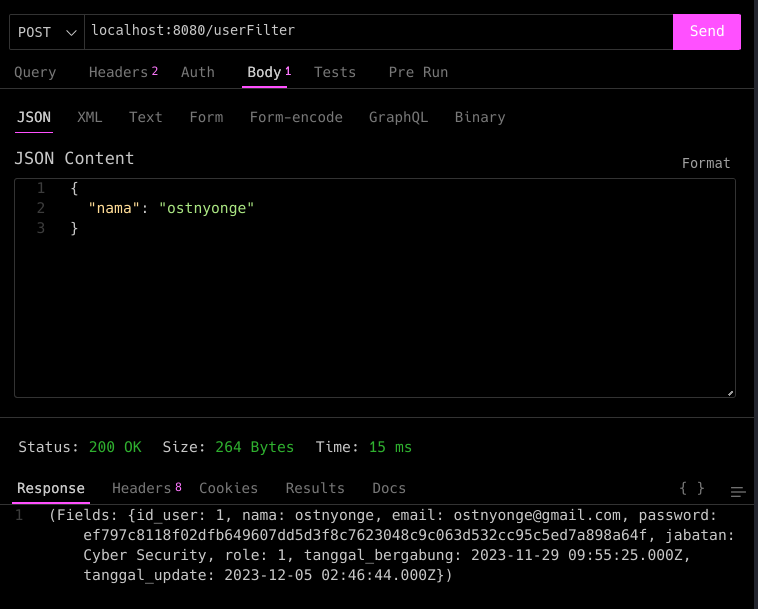 POST
localhost:8080/userFilter
Send
Query Headers 2 Auth Body 1 Tests Pre Run
JSON XML Text Form Form-encode GraphQL Binary
JSON Content
Format
1 {
2 "nama": "ostnyonge"
3 }
Status: 200 OK Size: 264 Bytes Time: 15 ms
Response Headers 8 Cookies Results Docs { }
1 (Fields: {id_user: 1, nama: ostnyonge, email: ostnyonge@gmail.com, password:
ef797c8118f02dfb649607dd5d3f8c7623048c9c063d532cc95c5ed7a898a64f, jabatan:
Cyber Security, role: 1, tanggal_bergabung: 2023-11-29 09:55:25.000Z,
tanggal_update: 2023-12-05 02:46:44.000Z})